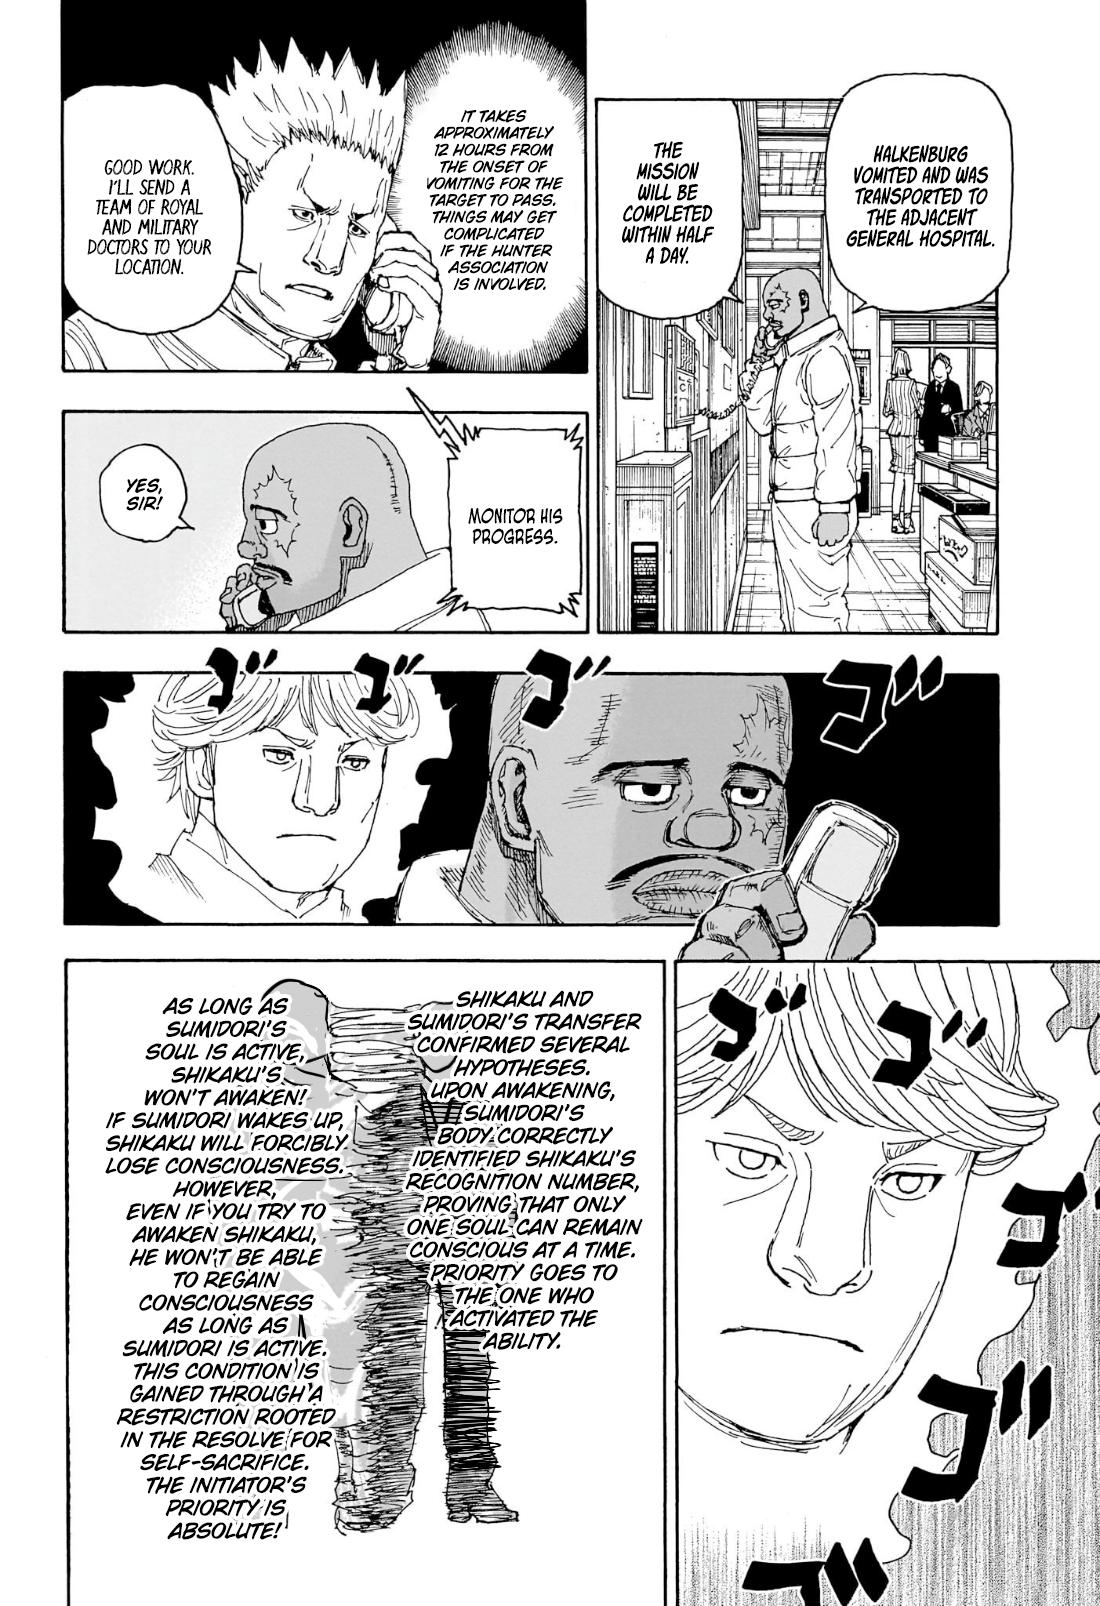 HALKENBURG
VOMITED AND WAS
TRANSPORTED TO
THE ADJACENT
GENERAL HOSPITAL.
THE
MISSION
WILL BE
COMPLETED
WITHIN HALF
A DAY.
IT TAKES
APPROXIMATELY
12 HOURS FROM
THE ONSET OF
VOMITING FOR THE
TARGET TO PASS.
THINGS MAY GET
COMPLICATED
IF THE HUNTER
ASSOCIATION
IS INVOLVED.
GOOD WORK.
I'LL SEND A
TEAM OF ROYAL
AND MILITARY
DOCTORS TO YOUR
LOCATION.
MONITOR HIS
PROGRESS.
YES,
SIR!
ゴ
ゴ
ゴ
ゴ
ゴ
ゴ
ゴ
ゴ
ゴ
SHIKAKU AND
SUMIDORI'S TRANSFER
CONFIRMED SEVERAL
HYPOTHESES.
UPON AWAKENING,
SUMIDORI'S
BODY CORRECTLY
IDENTIFIED SHIKAKU'S
RECOGNITION NUMBER,
PROVING THAT ONLY
ONE SOUL CAN REMAIN
CONSCIOUS AT A TIME.
PRIORITY GOES TO
THE ONE WHO
ACTIVATED THE
ABILITY.
AS LONG AS
SUMIDORI'S
SOUL IS ACTIVE,
SHIKAKU'S
WON'T AWAKEN!
IF SUMIDORI WAKES UP,
SHIKAKU WILL FORCIBLY
LOSE CONSCIOUSNESS.
HOWEVER,
EVEN IF YOU TRY TO
AWAKEN SHIKAKU,
HE WON'T BE ABLE
TO REGAIN
CONSCIOUSNESS
AS LONG AS
SUMIDORI IS ACTIVE.
THIS CONDITION IS
GAINED THROUGH A
RESTRICTION ROOTED
IN THE RESOLVE FOR
SELF-SACRIFICE.
THE INITIATOR'S
PRIORITY IS
ABSOLUTE!